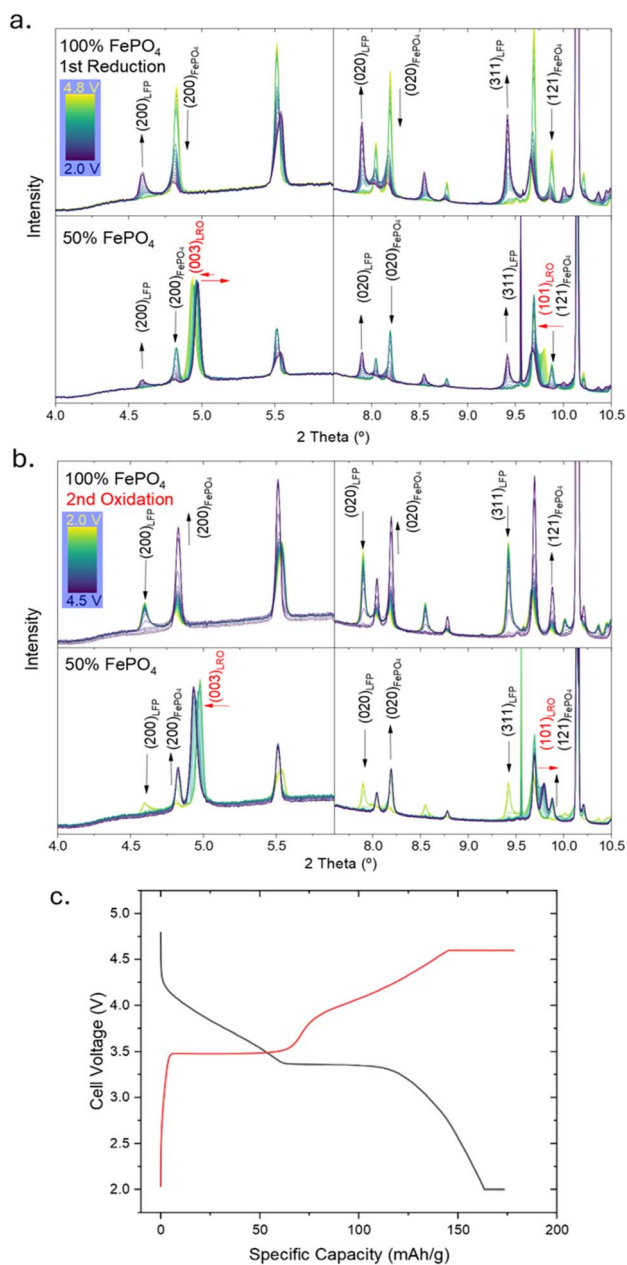 a.
100% FePO₄
1st Reduction
4.8 V
2.0 V
(200)LFP
(200)FePO₄
(020)LFP
(020)FePO₄
(311)LFP
(121)FePO₄
Intensity
50% FePO₄
(200)LFP
(200)FePO₄
(003)LRO
(020)LFP
(020)FePO₄
(311)LFP
(101)LRO
(121)FePO₄
4.0 4.5 5.0 5.5 8.0 8.5 9.0 9.5 10.0 10.5
2 Theta (º)
b.
100% FePO₄
2nd Oxidation
2.0 V
4.5 V
(200)LFP
(200)FePO₄
(020)LFP
(020)FePO₄
(311)LFP
(121)FePO₄
Intensity
50% FePO₄
(200)LFP
(200)FePO₄
(003)LRO
(020)LFP
(020)FePO₄
(311)LFP
(101)LRO
(121)FePO₄
4.0 4.5 5.0 5.5 8.0 8.5 9.0 9.5 10.0 10.5
2 Theta (º)
c.
5.0
4.5
4.0
3.5
3.0
2.5
2.0
Cell Voltage (V)
0 50 100 150 200
Specific Capacity (mAh/g)